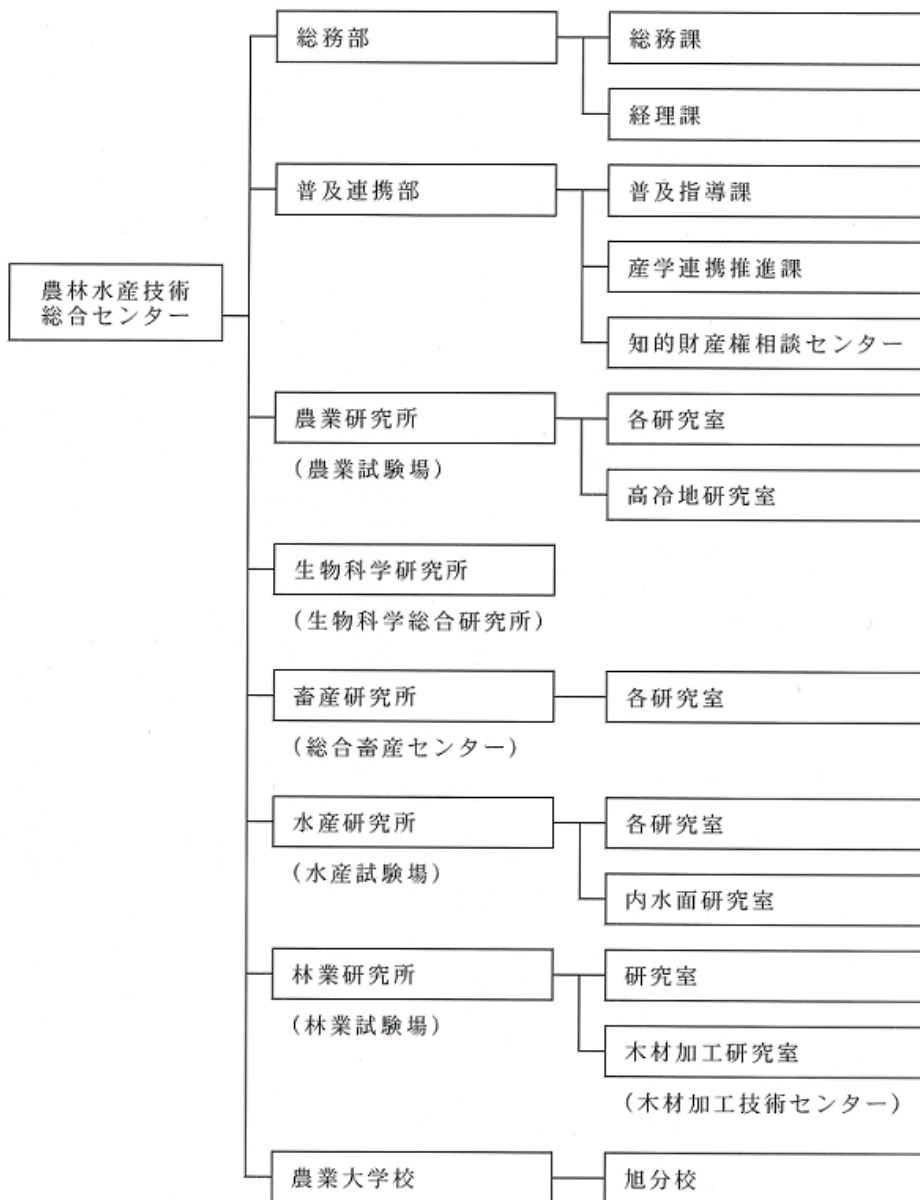 農林水産技術
総合センター
総務部
総務課
経理課
普及連携部
普及指導課
産学連携推進課
知的財産権相談センター
農業研究所
(農業試験場)
各研究室
高冷地研究室
生物科学研究所
(生物科学総合研究所)
畜産研究所
(総合畜産センター)
各研究室
水産研究所
(水産試験場)
各研究室
内水面研究室
林業研究所
(林業試験場)
研究室
木材加工研究室
(木材加工技術センター)
農業大学校
旭分校